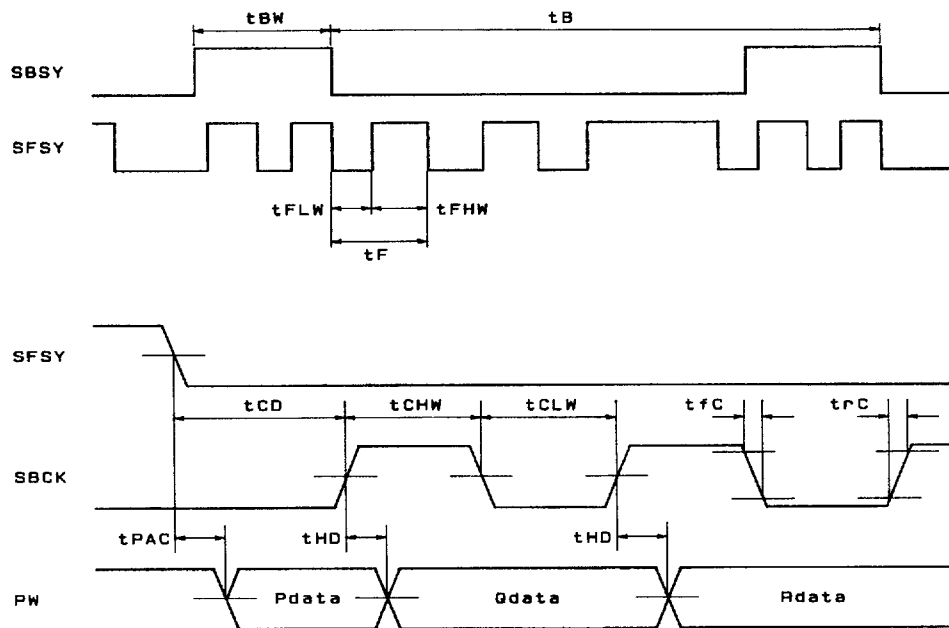 tBW tB
SBSY
SFSY
tFLW tFHW
tF
SFSY
tCD tCHW tCLW tfC trC
SBCK
tPAC tHD tHD
PW Pdata Qdata Rdata